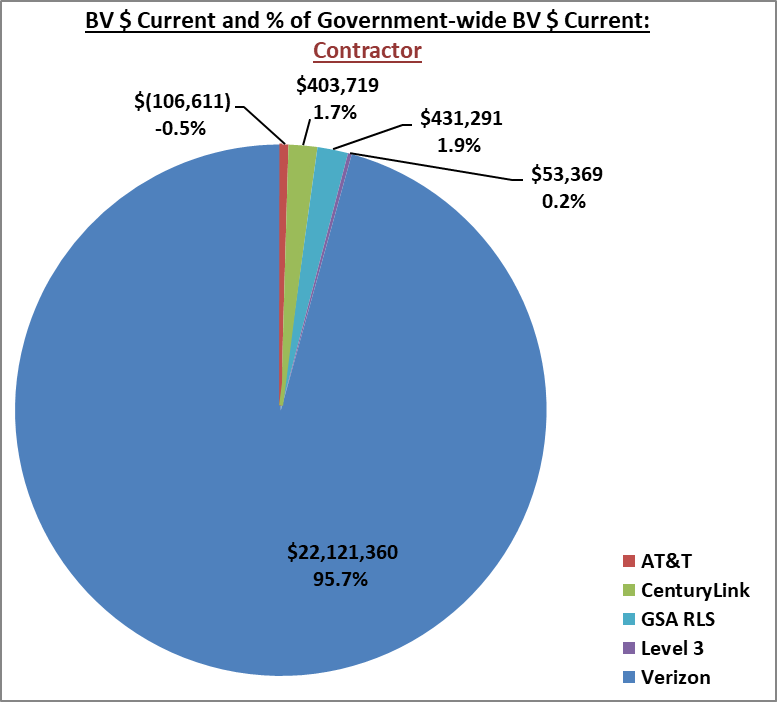 BV $ Current and % of Government-wide BV $ Current:
Contractor
$(106,611)
-0.5%
$403,719
1.7%
$431,291
1.9%
$53,369
0.2%
$22,121,360
95.7%
AT&T
CenturyLink
GSA RLS
Level 3
Verizon